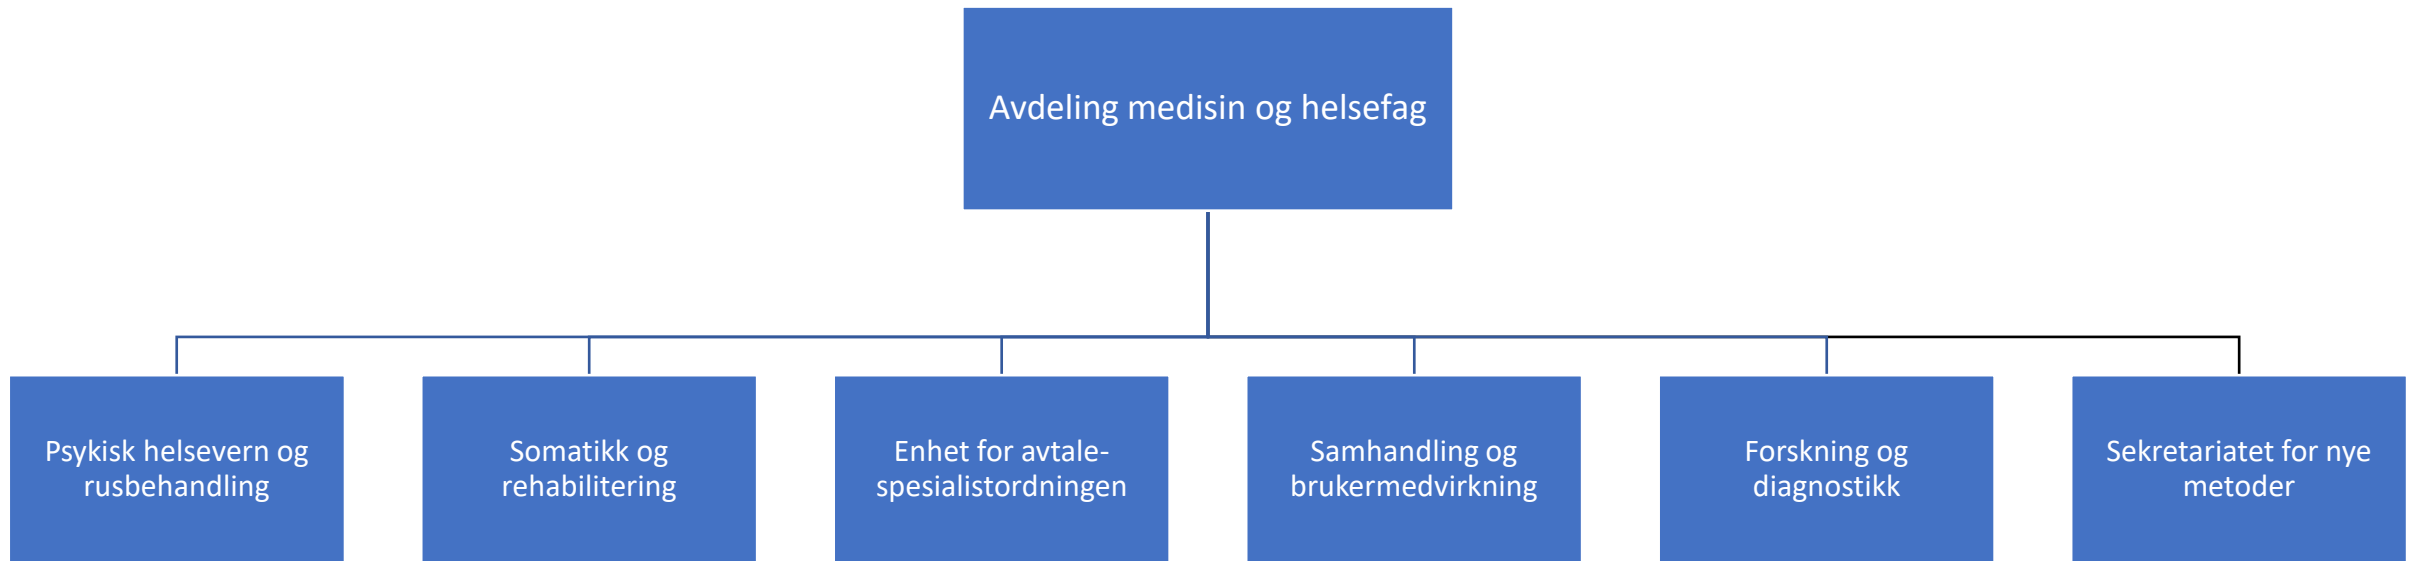 Avdeling medisin og helsefag
Psykisk helsevern og
rusbehandling
Somatikk og
rehabilitering
Enhet for avtale-
spesialistordningen
Samhandling og
brukermedvirkning
Forskning og
diagnostikk
Sekretariatet for nye
metoder